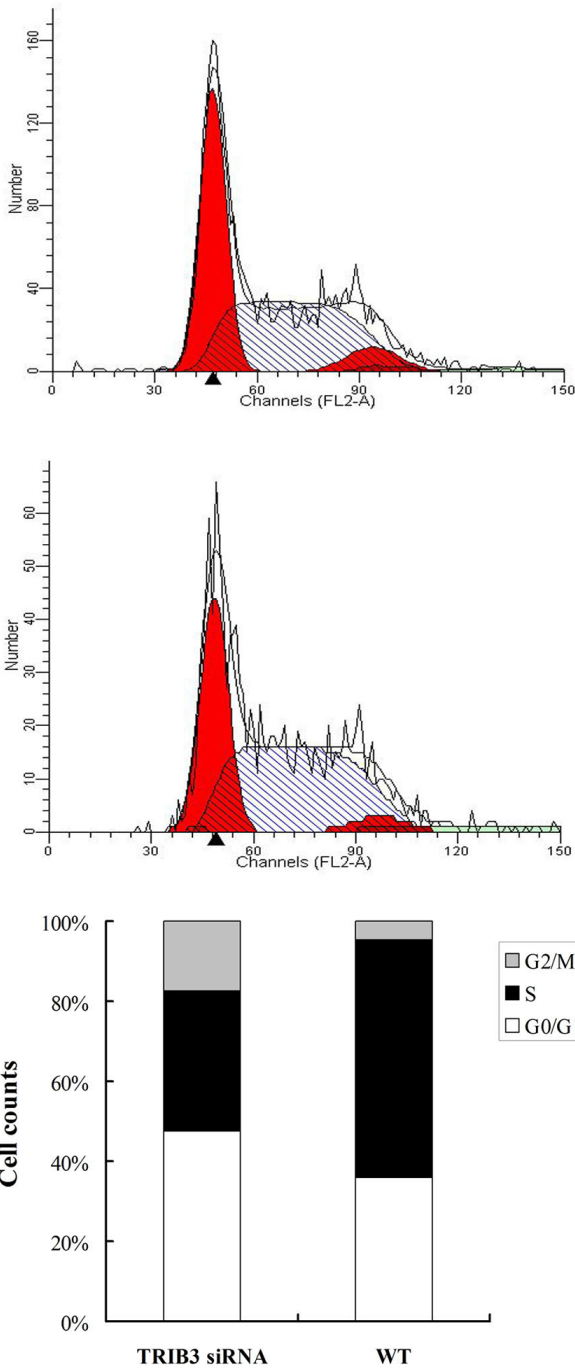 160
120
80
40
0
Number
0 30 60 90 120 150
Channels (FL2-A)
60
50
40
30
20
10
0
Number
0 30 60 90 120 150
Channels (FL2-A)
100%
80%
60%
40%
20%
0%
Cell counts
G2/M
S
G0/G
TRIB3 siRNA WT